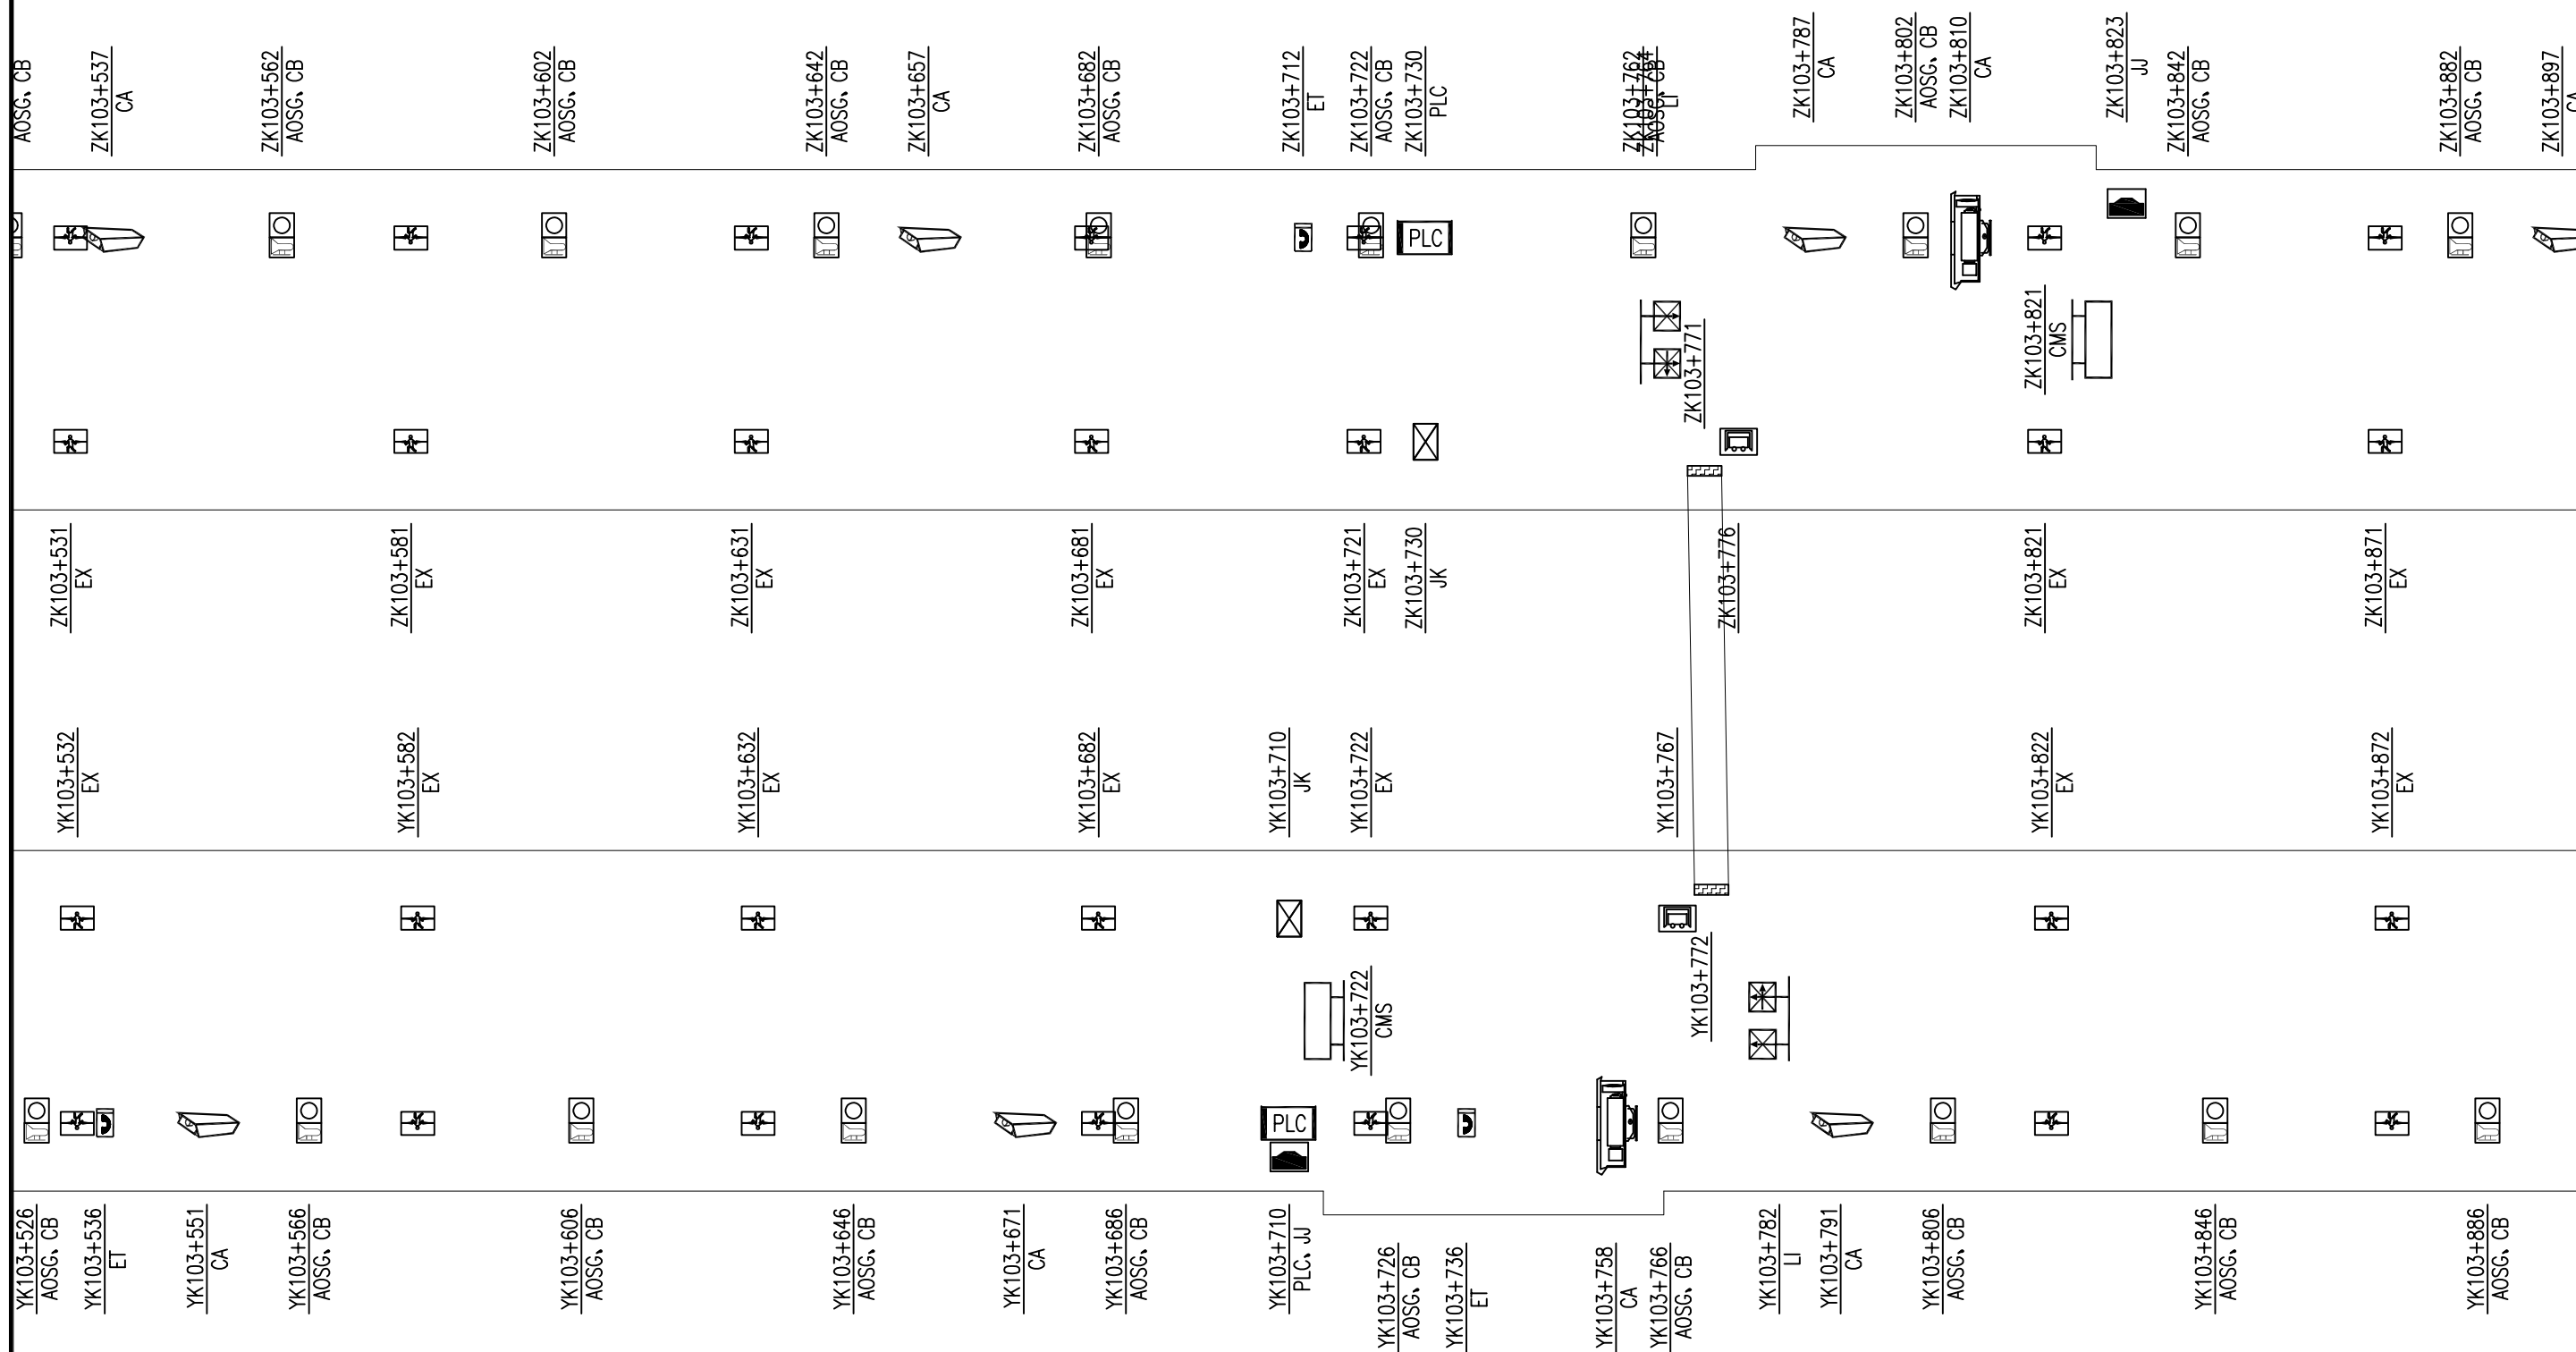 AOSG、CB
ZK103+537
CA
ZK103+562
AOSG、CB
ZK103+602
AOSG、CB
ZK103+642
AOSG、CB
ZK103+657
CA
ZK103+682
AOSG、CB
ZK103+712
ET
ZK103+722
AOSG、CB
ZK103+730
PLC
ZK103+762
AOSG、CB
ZK103+764
LI
ZK103+787
CA
ZK103+802
AOSG、CB
ZK103+810
CA
ZK103+823
JJ
ZK103+842
AOSG、CB
ZK103+882
AOSG、CB
ZK103+897
CA
PLC
ZK103+771
ZK103+821
CMS
ZK103+531
EX
ZK103+581
EX
ZK103+631
EX
ZK103+681
EX
ZK103+721
EX
ZK103+730
JK
ZK103+776
ZK103+821
EX
ZK103+871
EX
YK103+532
EX
YK103+582
EX
YK103+632
EX
YK103+682
EX
YK103+710
JK
YK103+722
EX
YK103+767
YK103+822
EX
YK103+872
EX
YK103+722
CMS
YK103+772
PLC
YK103+526
AOSG、CB
YK103+536
ET
YK103+551
CA
YK103+566
AOSG、CB
YK103+606
AOSG、CB
YK103+646
AOSG、CB
YK103+671
CA
YK103+686
AOSG、CB
YK103+710
PLC、JJ
YK103+726
AOSG、CB
YK103+736
ET
YK103+758
CA
YK103+766
AOSG、CB
YK103+782
LI
YK103+791
CA
YK103+806
AOSG、CB
YK103+846
AOSG、CB
YK103+886
AOSG、CB